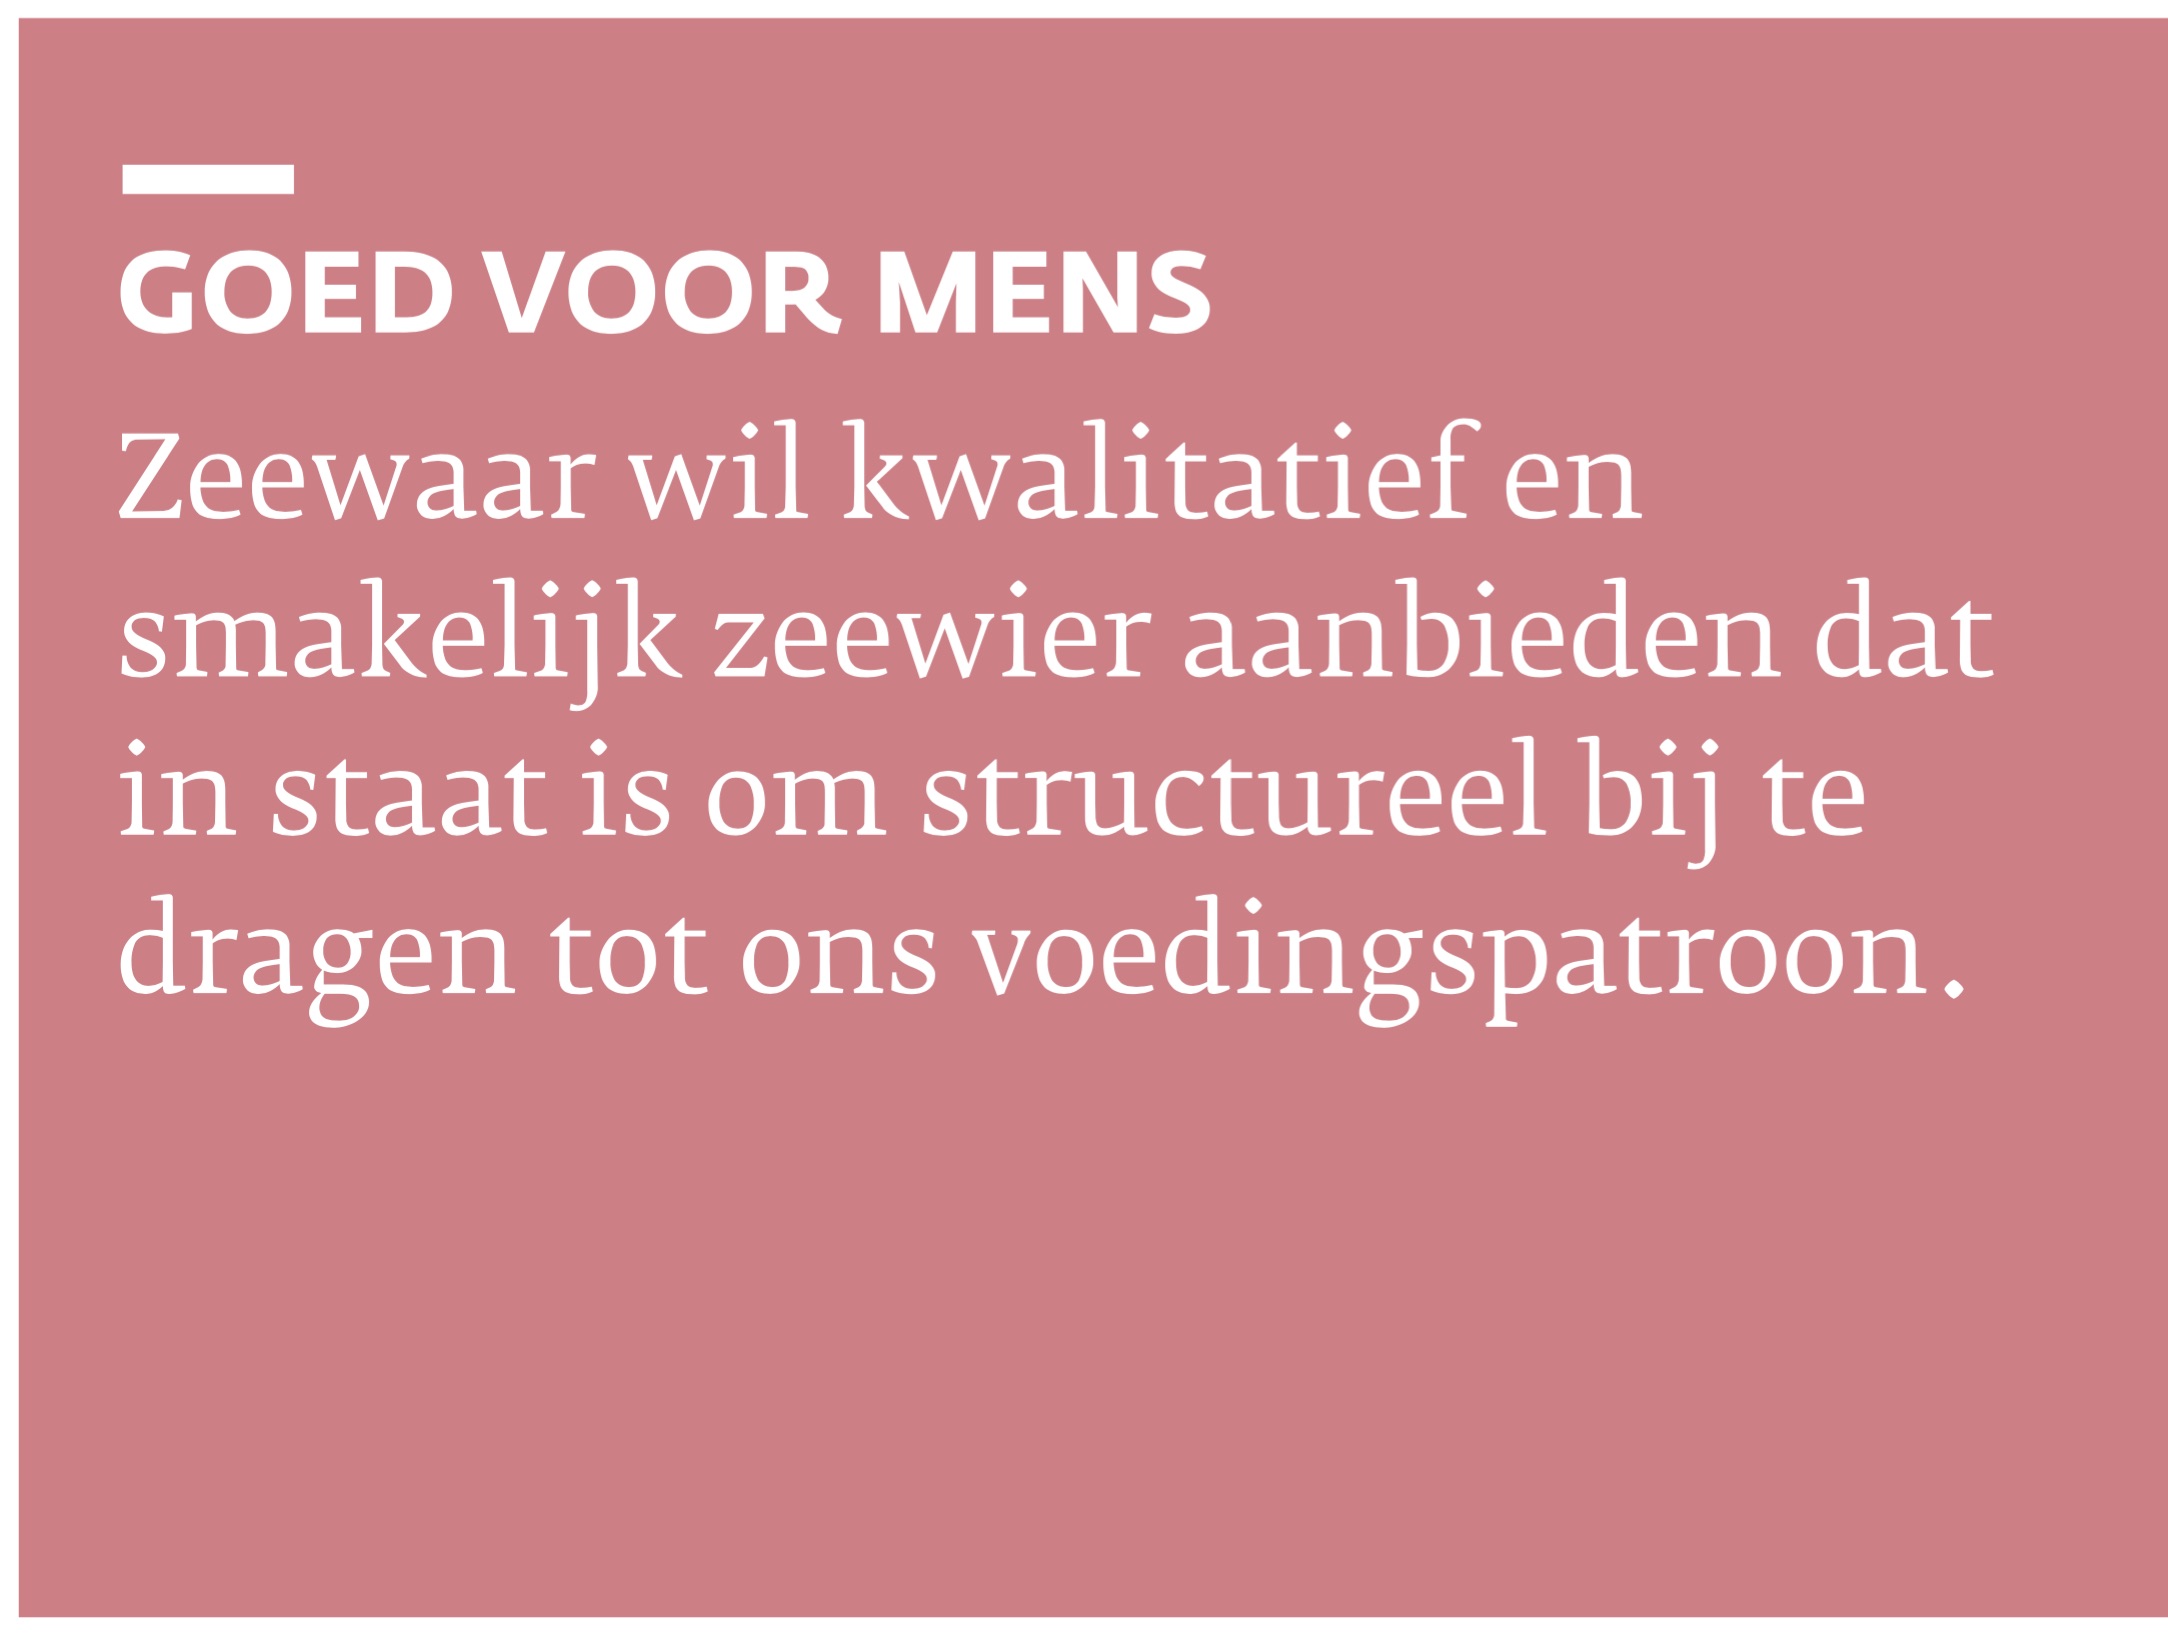 GOED VOOR MENS
Zeewaar wil kwalitatief en
smakelijk zeewier aanbieden dat
in staat is om structureel bij te
dragen tot ons voedingspatroon.